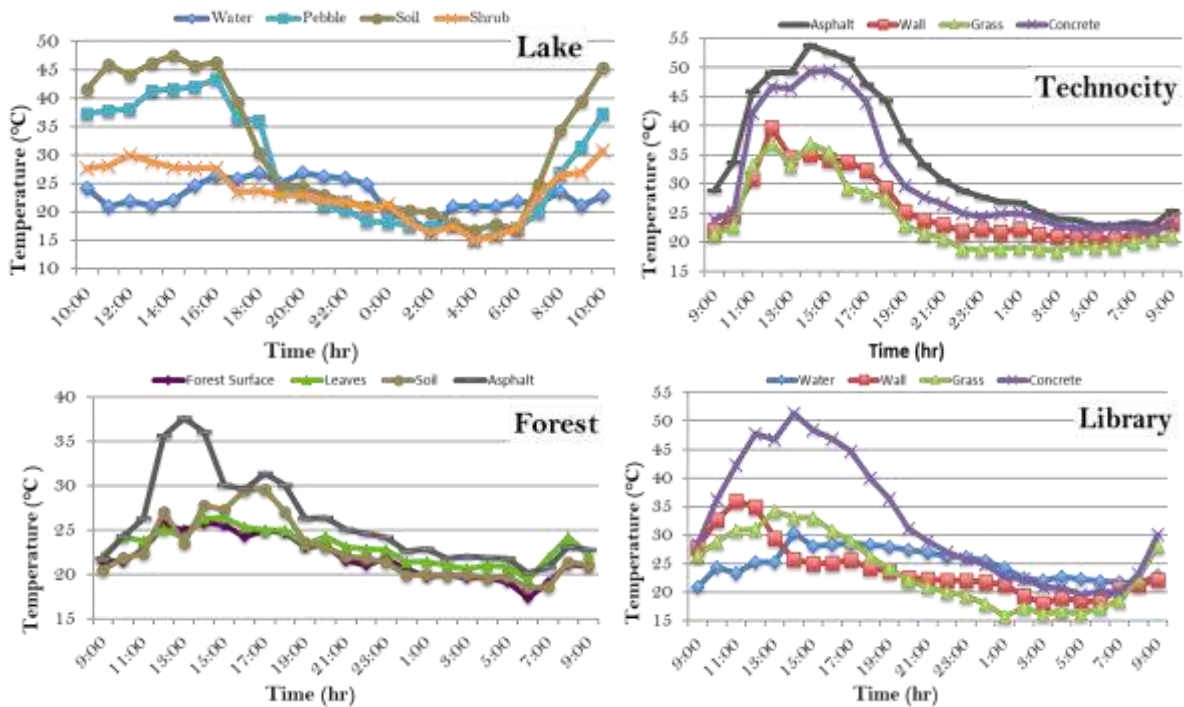 Water Pebble Soil Shrub
Lake
Temperature (°C)
50
45
40
35
30
25
20
15
10
10:00 12:00 14:00 16:00 18:00 20:00 22:00 0:00 2:00 4:00 6:00 8:00 10:00
Time (hr)
Asphalt Wall Grass Concrete
Technocity
Temperature (°C)
55
50
45
40
35
30
25
20
15
9:00 11:00 13:00 15:00 17:00 19:00 21:00 23:00 1:00 3:00 5:00 7:00 9:00
Time (hr)
Forest Surface Leaves Soil Asphalt
Forest
Temperature (°C)
40
35
30
25
20
15
9:00 11:00 13:00 15:00 17:00 19:00 21:00 23:00 1:00 3:00 5:00 7:00 9:00
Time (hr)
Water Wall Grass Concrete
Library
Temperature (°C)
55
50
45
40
35
30
25
20
15
9:00 11:00 13:00 15:00 17:00 19:00 21:00 23:00 1:00 3:00 5:00 7:00 9:00
Time (hr)